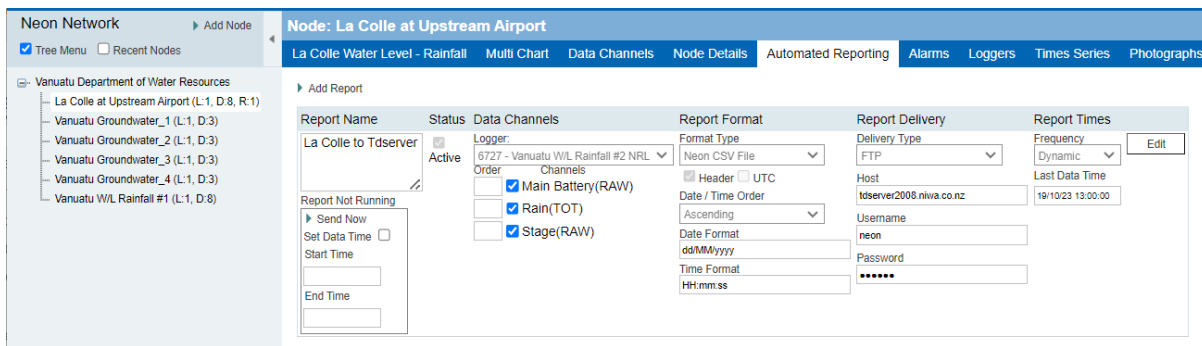 Neon Network
Add Node
Tree Menu Recent Nodes
Vanuatu Department of Water Resources
La Colle at Upstream Airport (L:1, D:8, R:1)
Vanuatu Groundwater_1 (L:1, D:3)
Vanuatu Groundwater_2 (L:1, D:3)
Vanuatu Groundwater_3 (L:1, D:3)
Vanuatu Groundwater_4 (L:1, D:3)
Vanuatu W/L Rainfall #1 (L:1, D:8)
Node: La Colle at Upstream Airport
La Colle Water Level - Rainfall Multi Chart Data Channels Node Details Automated Reporting Alarms Loggers Times Series Photographs
Add Report
Report Name Status Data Channels Report Format Report Delivery Report Times
La Colle to Tdserver
Active
Report Not Running
Send Now
Set Data Time
Start Time
End Time
Logger:
6727 - Vanuatu W/L Rainfall #2 NRL
Order Channels
Main Battery(RAW)
Rain(TOT)
Stage(RAW)
Format Type
Neon CSV File
Header UTC
Date / Time Order
Ascending
Date Format
dd/MM/yyyy
Time Format
HH:mm:ss
Delivery Type
FTP
Host
tdserver2008.niwa.co.nz
Username
neon
Password
••••••
Frequency
Dynamic
Last Data Time
19/10/23 13:00:00
Edit